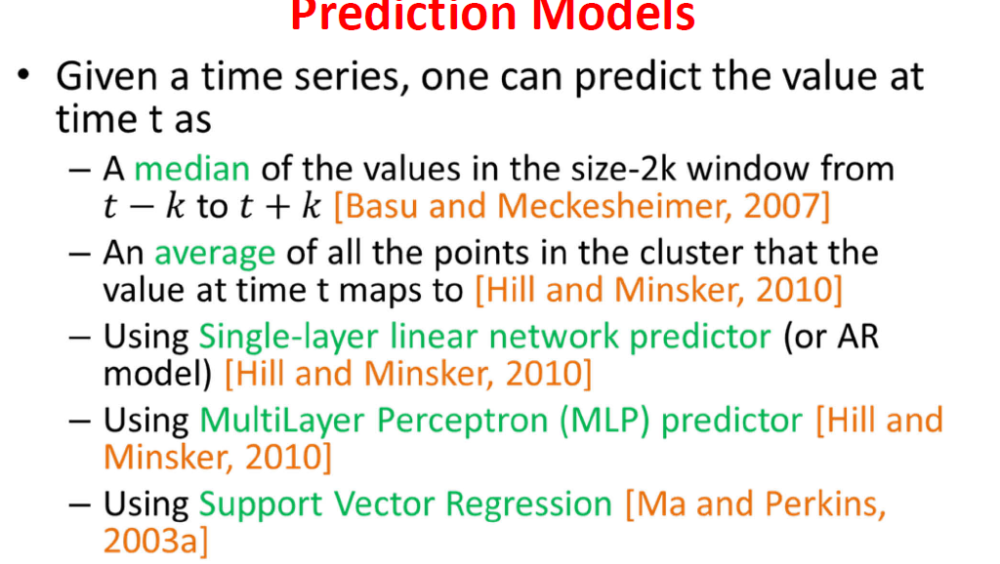 Prediction Models
• Given a time series, one can predict the value at
time t as
– A median of the values in the size-2k window from
t − k to t + k [Basu and Meckesheimer, 2007]
– An average of all the points in the cluster that the
value at time t maps to [Hill and Minsker, 2010]
– Using Single-layer linear network predictor (or AR
model) [Hill and Minsker, 2010]
– Using MultiLayer Perceptron (MLP) predictor [Hill and
Minsker, 2010]
– Using Support Vector Regression [Ma and Perkins,
2003a]